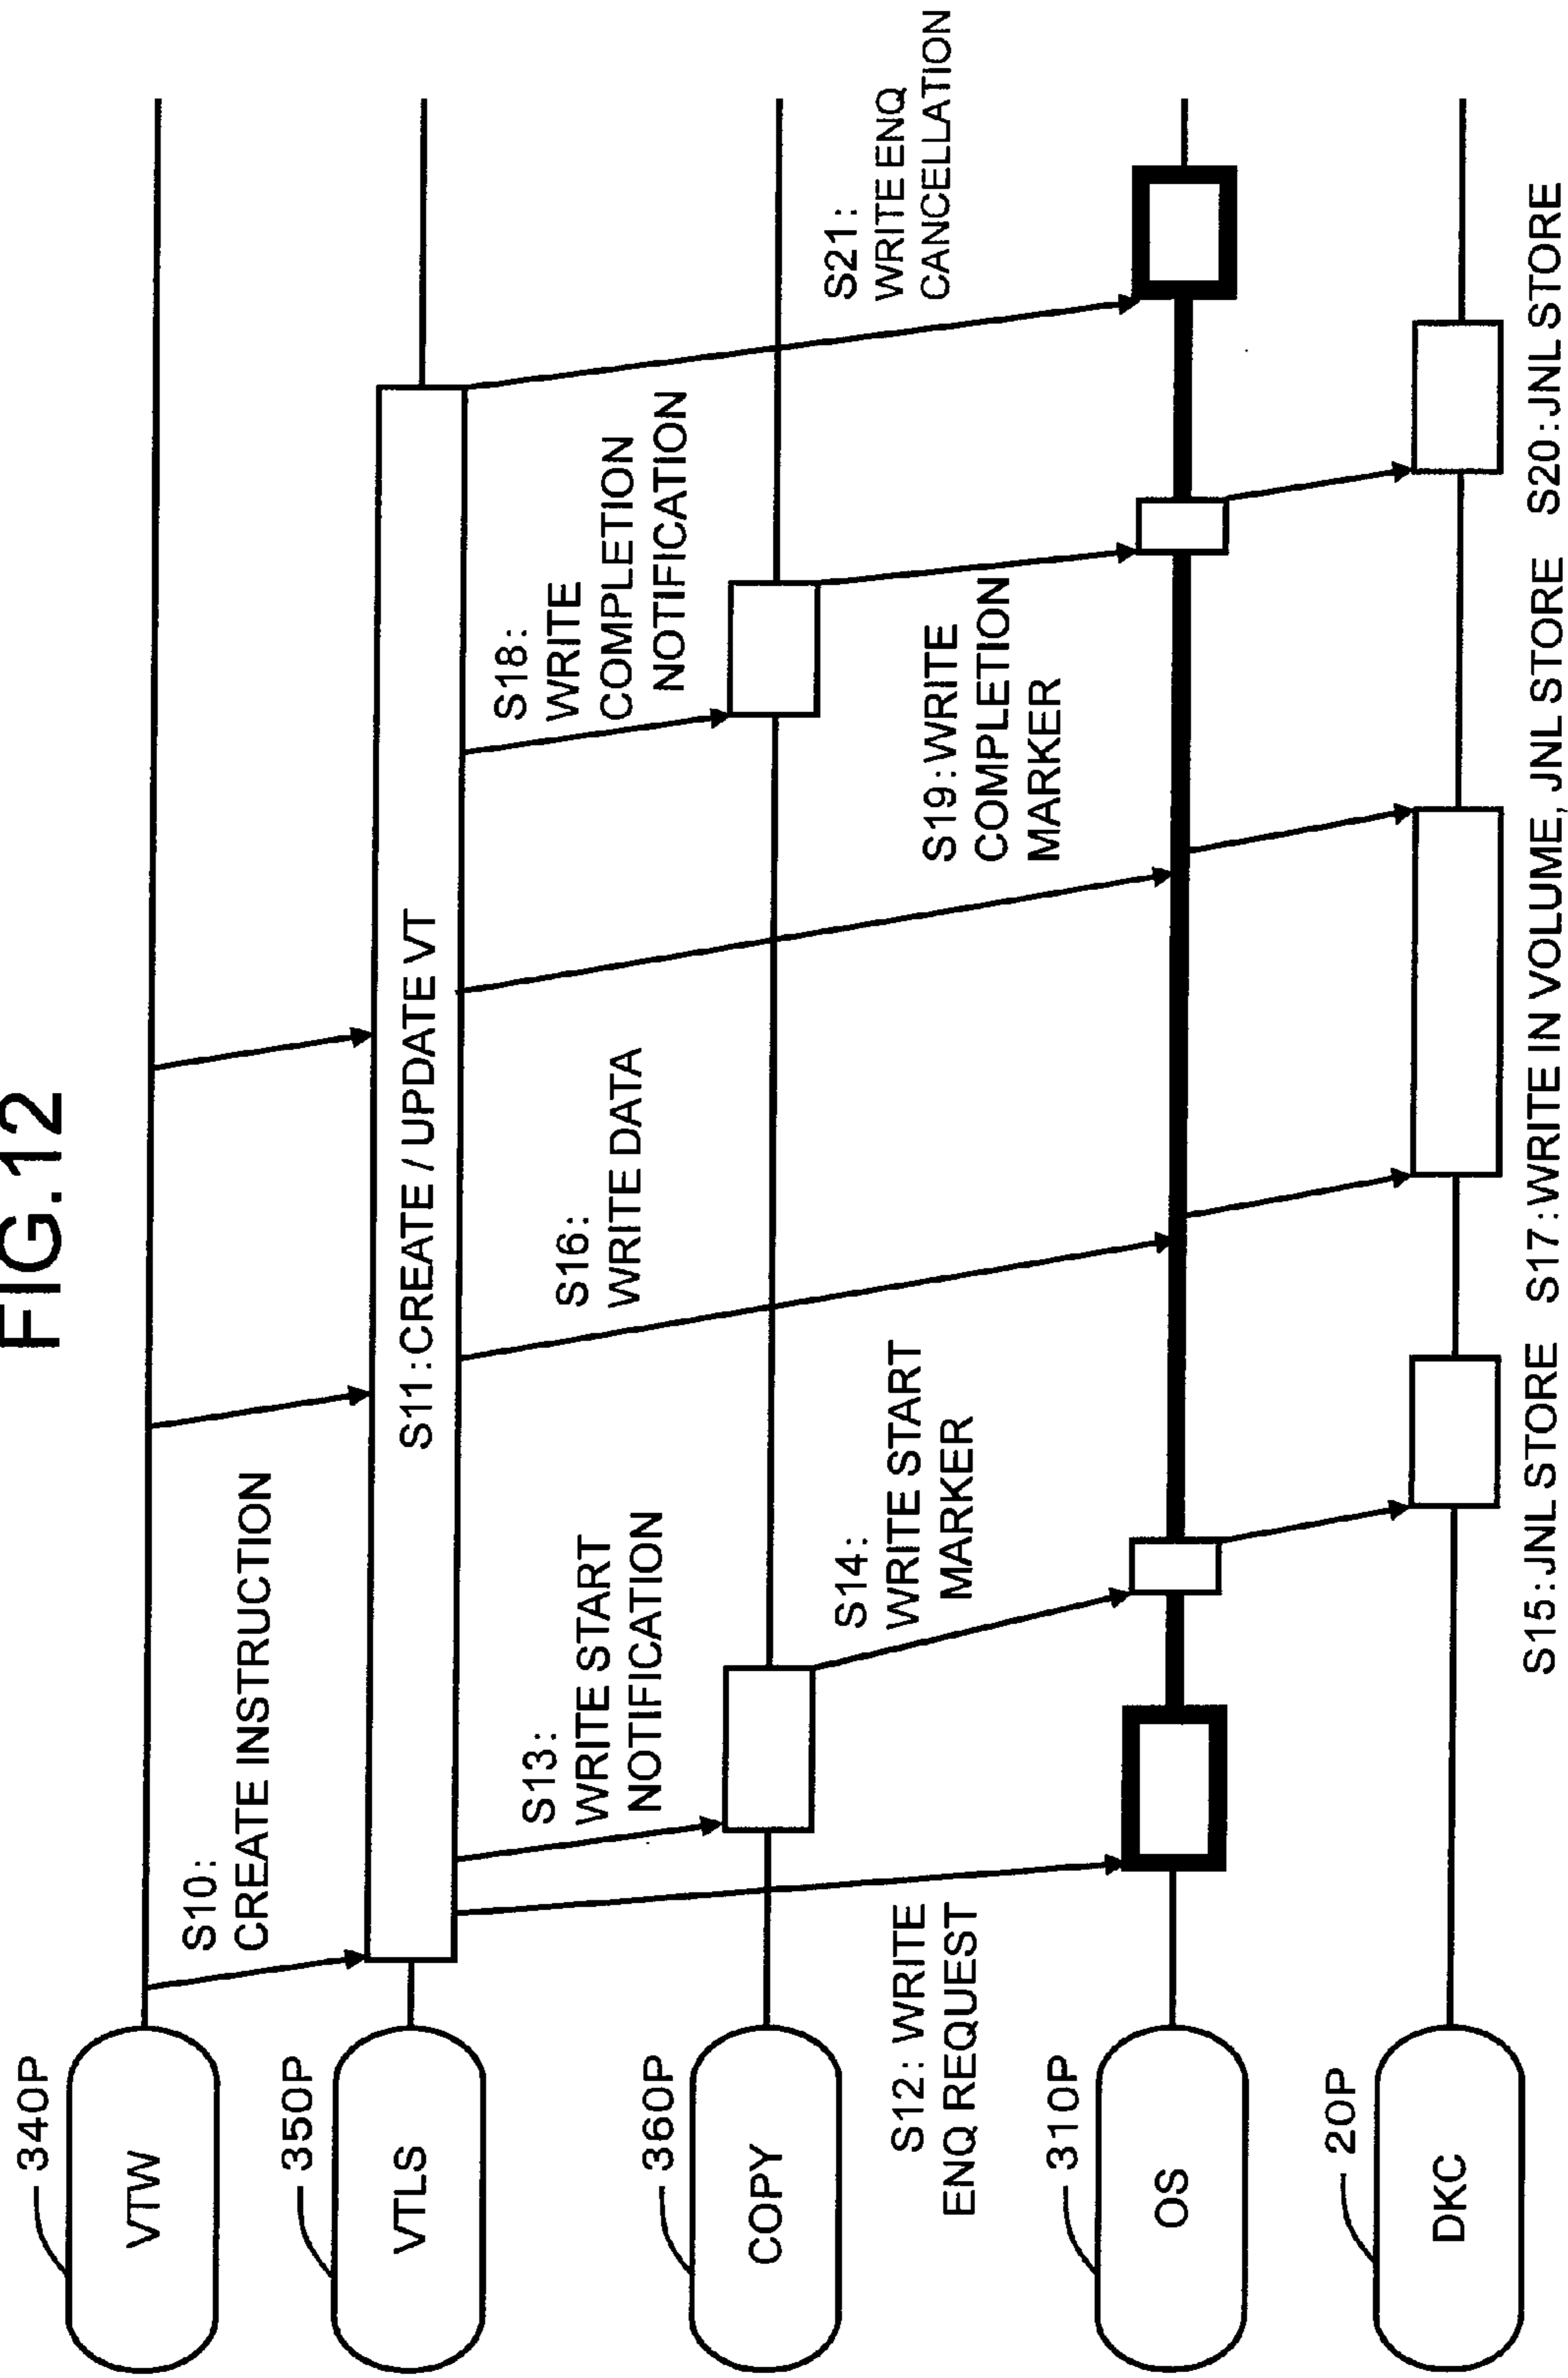 FIG.12
340P
VTW
350P
VTLS
360P
COPY
310P
OS
20P
DKC
S10:
CREATE INSTRUCTION
S11:CREATE / UPDATE VT
S12: WRITE
ENQ REQUEST
S13:
WRITE START
NOTIFICATION
S14:
WRITE START
MARKER
S15:JNL STORE
S16:
WRITE DATA
S17:WRITE IN VOLUME, JNL STORE
S18:
WRITE
COMPLETION
NOTIFICATION
S19:WRITE
COMPLETION
MARKER
S20:JNL STORE
S21:
WRITE ENQ
CANCELLATION